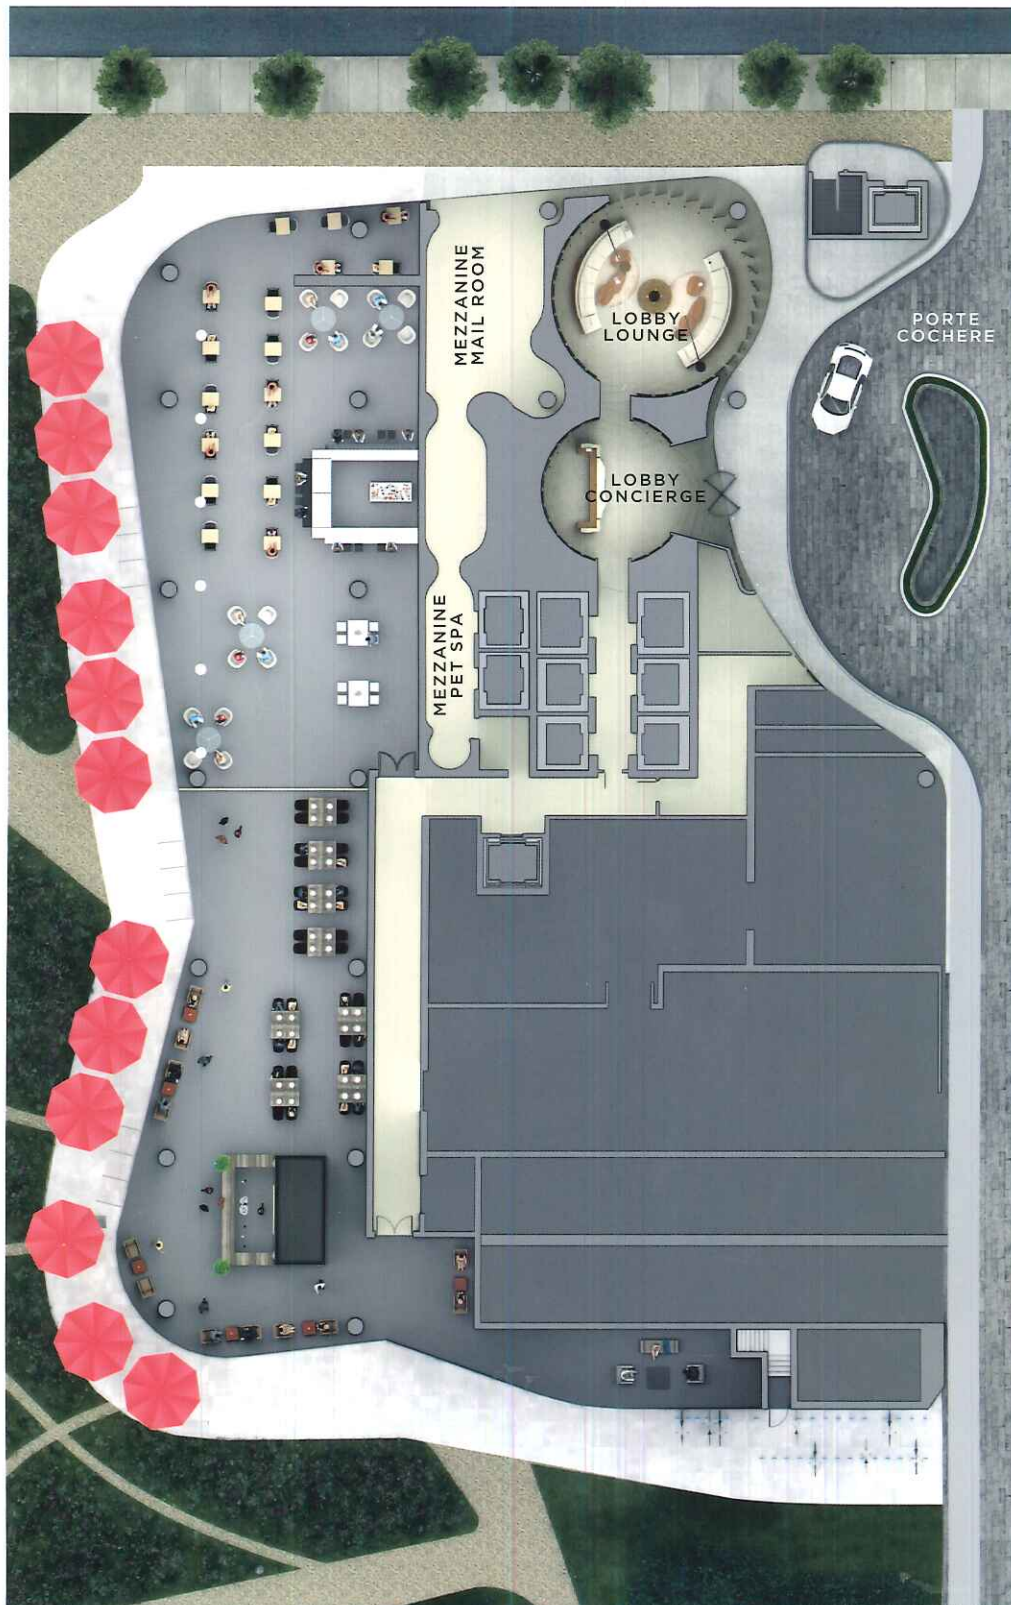 MEZZANINE
MAIL ROOM
LOBBY
LOUNGE
PORTE
COCHERE
LOBBY
CONCIERGE
MEZZANINE
PET SPA